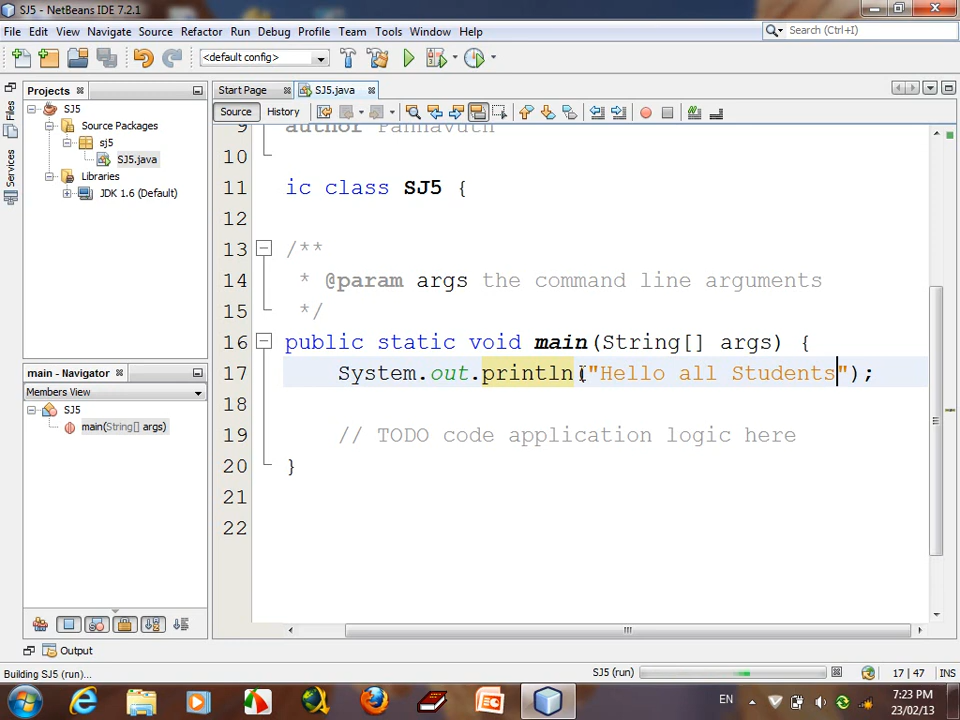 SJ5 - NetBeans IDE 7.2.1
File Edit View Navigate Source Refactor Run Debug Profile Team Tools Window Help
Search (Ctrl+I)
<default config>
Projects
Start Page
SJ5.java
Files
Services
SJ5
Source Packages
sj5
SJ5.java
Libraries
JDK 1.6 (Default)
Source
History
9 author Pannavuth
10
11 ic class SJ5 {
12
13 /**
14 * @param args the command line arguments
15 */
16 public static void main(String[] args) {
17 System.out.println("Hello all Students");
18
19 // TODO code application logic here
20 }
21
22
main - Navigator
Members View
SJ5
main(String[] args)
Output
Building SJ5 (run)...
SJ5 (run)
17 | 47
INS
EN
7:23 PM
23/02/13